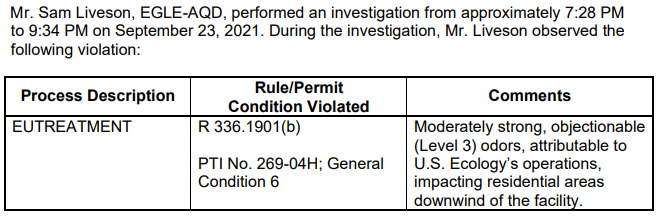 Mr. Sam Liveson, EGLE-AQD, performed an investigation from approximately 7:28 PM
to 9:34 PM on September 23, 2021. During the investigation, Mr. Liveson observed the
following violation:
Process Description
Rule/Permit
Condition Violated
Comments
EUTREATMENT
R 336.1901(b)
PTI No. 269-04H; General
Condition 6
Moderately strong, objectionable
(Level 3) odors, attributable to
U.S. Ecology's operations,
impacting residential areas
downwind of the facility.